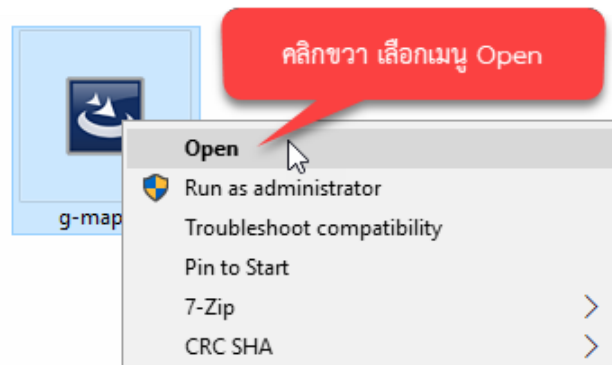 คลิกขวา เลือกเมนู Open
Open
Run as administrator
g-map
Troubleshoot compatibility
Pin to Start
7-Zip
CRC SHA